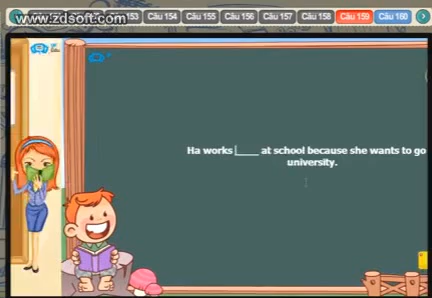 www.zdsoft.com 153 Câu 154 Câu 155 Câu 156 Câu 157 Câu 158 Câu 159 Câu 160
Ha works ____ at school because she wants to go
university.